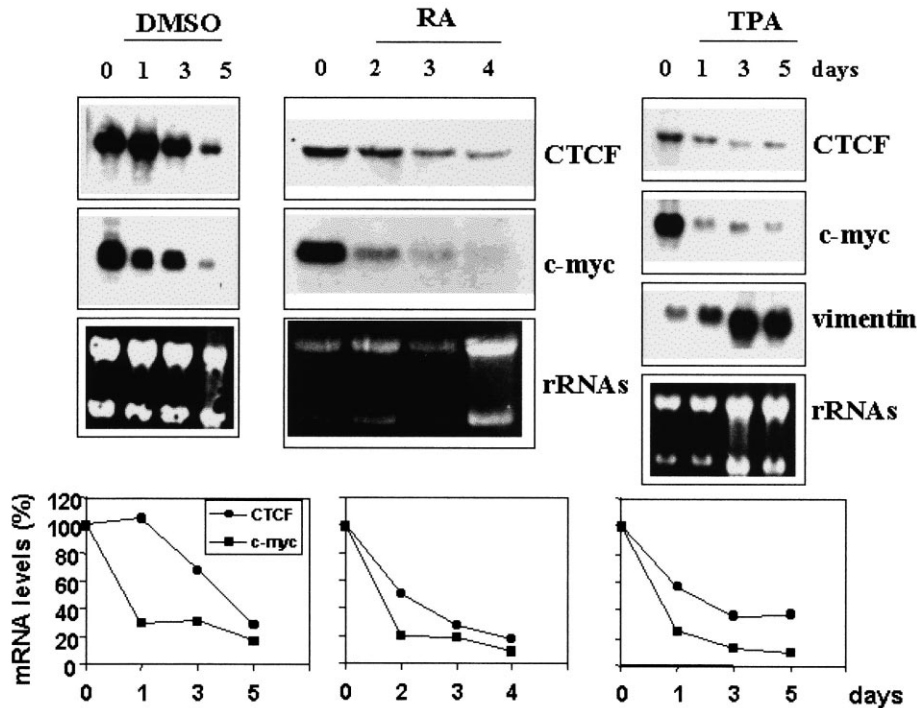 DMSO RA TPA
0 1 3 5 0 2 3 4 0 1 3 5 days
CTCF CTCF
c-myc c-myc
vimentin
rRNAs rRNAs
mRNA levels (%)
120
100
80
60
40
20
0
CTCF
c-myc
0 1 3 5 0 2 3 4 0 1 3 5 days